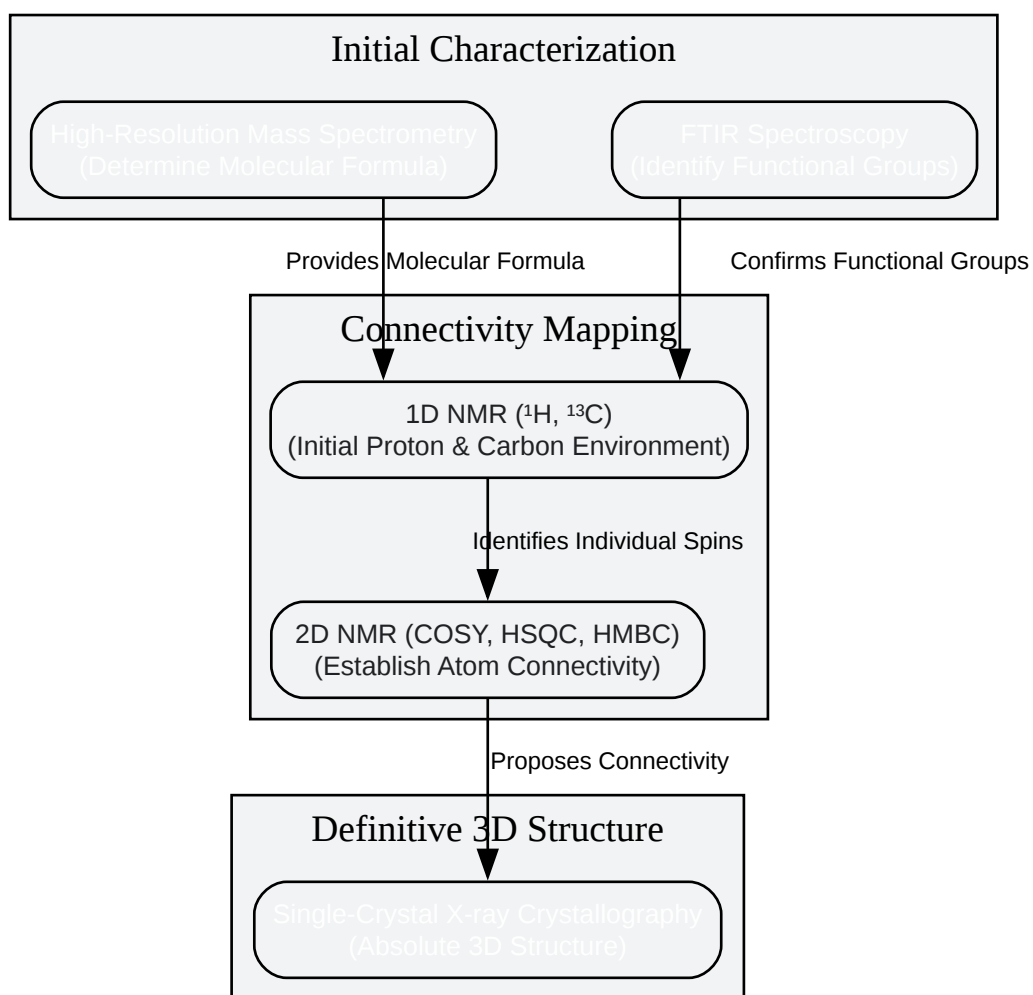 Initial Characterization
High-Resolution Mass Spectrometry
(Determine Molecular Formula)
FTIR Spectroscopy
(Identify Functional Groups)
Provides Molecular Formula
Confirms Functional Groups
Connectivity Mapping
1D NMR (¹H, ¹³C)
(Initial Proton & Carbon Environment)
Identifies Individual Spins
2D NMR (COSY, HSQC, HMBC)
(Establish Atom Connectivity)
Proposes Connectivity
Definitive 3D Structure
Single-Crystal X-ray Crystallography
(Absolute 3D Structure)